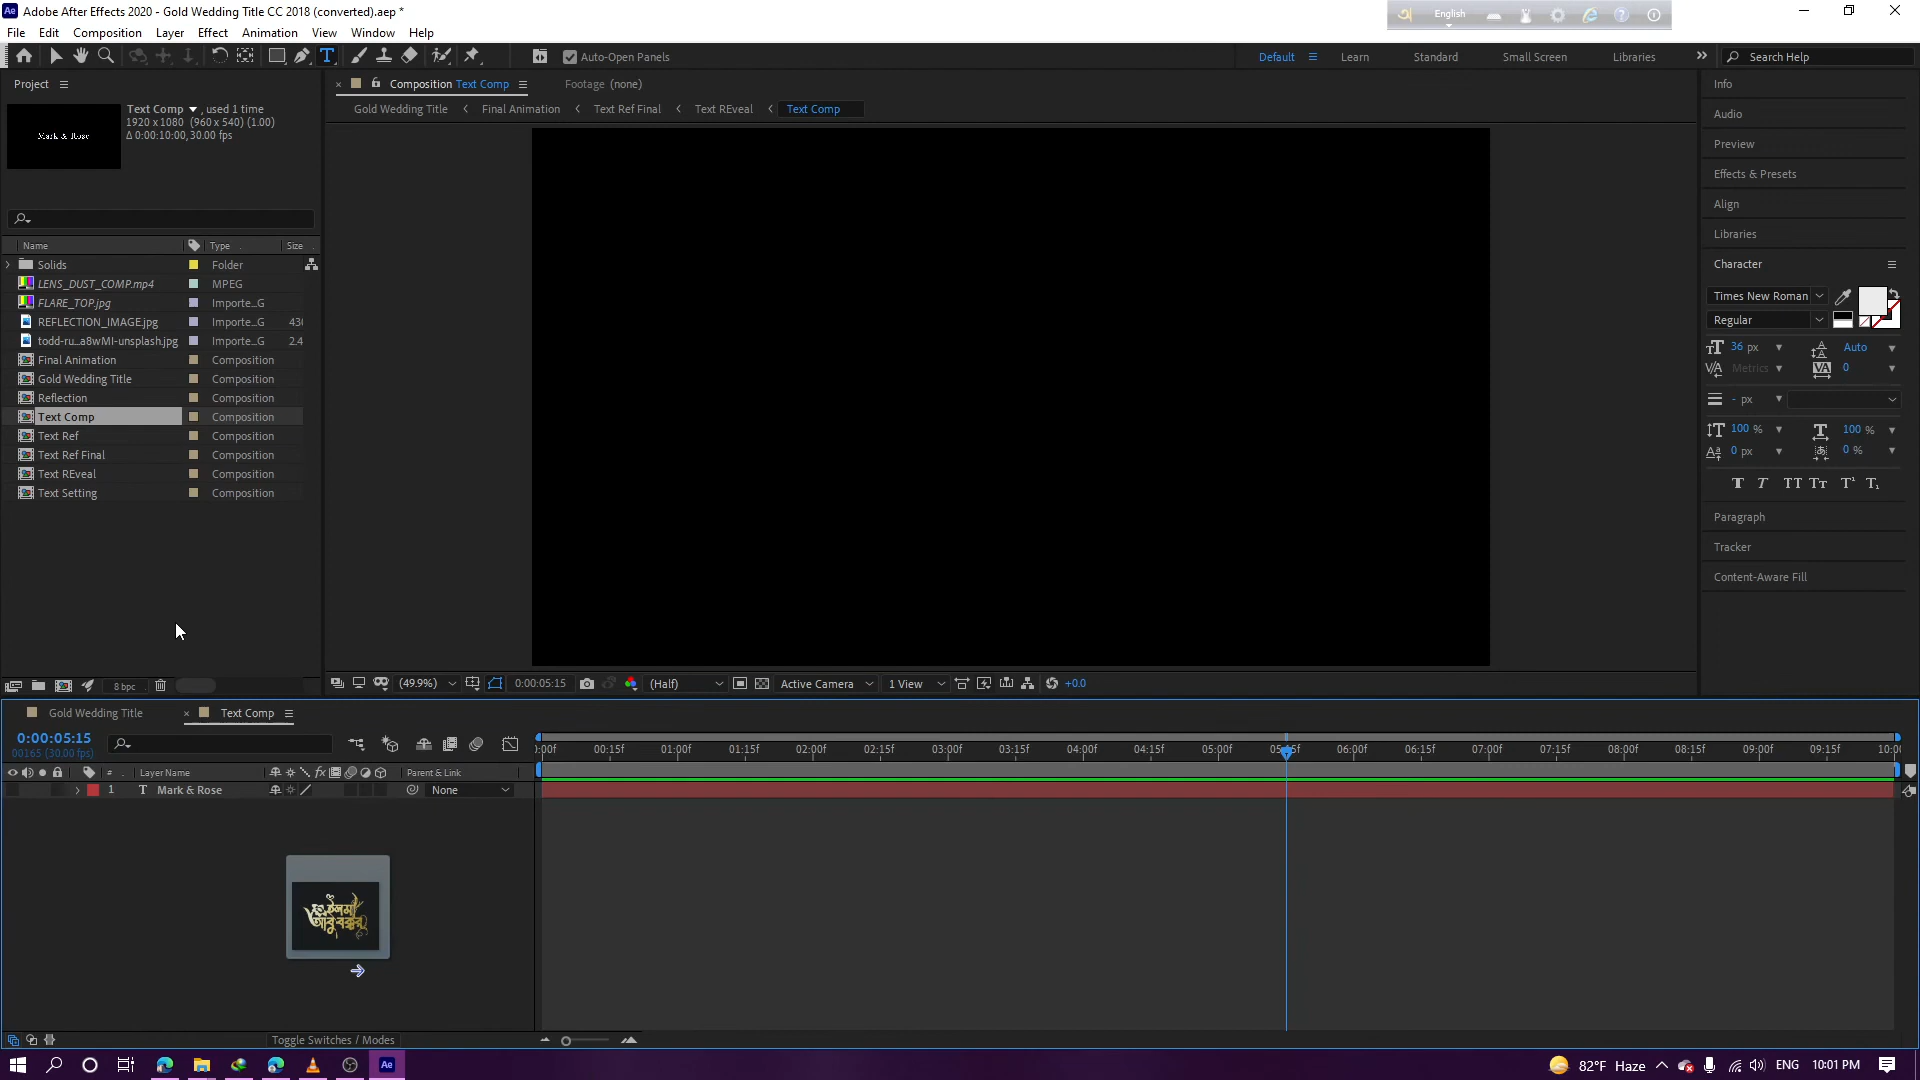 Adobe After Effects 2020 - Gold Wedding Title CC 2018 (converted).aep *
English
File Edit Composition Layer Effect Animation View Window Help
Auto-Open Panels
Default Learn Standard Small Screen Libraries Search Help
Project
Composition Text Comp
Footage (none)
Gold Wedding Title Final Animation Text Ref Final Text REveal Text Comp
Text Comp , used 1 time
1920 x 1080 (960 x 540) (1.00)
Δ 0:00:10:00, 30.00 fps
Mark & Rose
Name Type Size
Solids Folder
LENS_DUST_COMP.mp4 MPEG
FLARE_TOP.jpg Importe...G
REFLECTION_IMAGE.jpg Importe...G 43
todd-ru...a8wMI-unsplash.jpg Importe...G 2.4
Final Animation Composition
Gold Wedding Title Composition
Reflection Composition
Text Comp Composition
Text Ref Composition
Text Ref Final Composition
Text REveal Composition
Text Setting Composition
8 bpc
(49.9%) 0:00:05:15 (Half) Active Camera 1 View +0.0
Info
Audio
Preview
Effects & Presets
Align
Libraries
Character
Times New Roman
Regular
36 px Auto
Metrics 0
- px
100 % 100 %
0 px 0 %
Paragraph
Tracker
Content-Aware Fill
Gold Wedding Title Text Comp
0:00:05:15
00165 (30.00 fps)
):00f 00:15f 01:00f 01:15f 02:00f 02:15f 03:00f 03:15f 04:00f 04:15f 05:00f 05:15f 06:00f 06:15f 07:00f 07:15f 08:00f 08:15f 09:00f 09:15f 10:0
# Layer Name Parent & Link
1 T Mark & Rose None
আবু বক্কর
Toggle Switches / Modes
82°F Haze ENG 10:01 PM